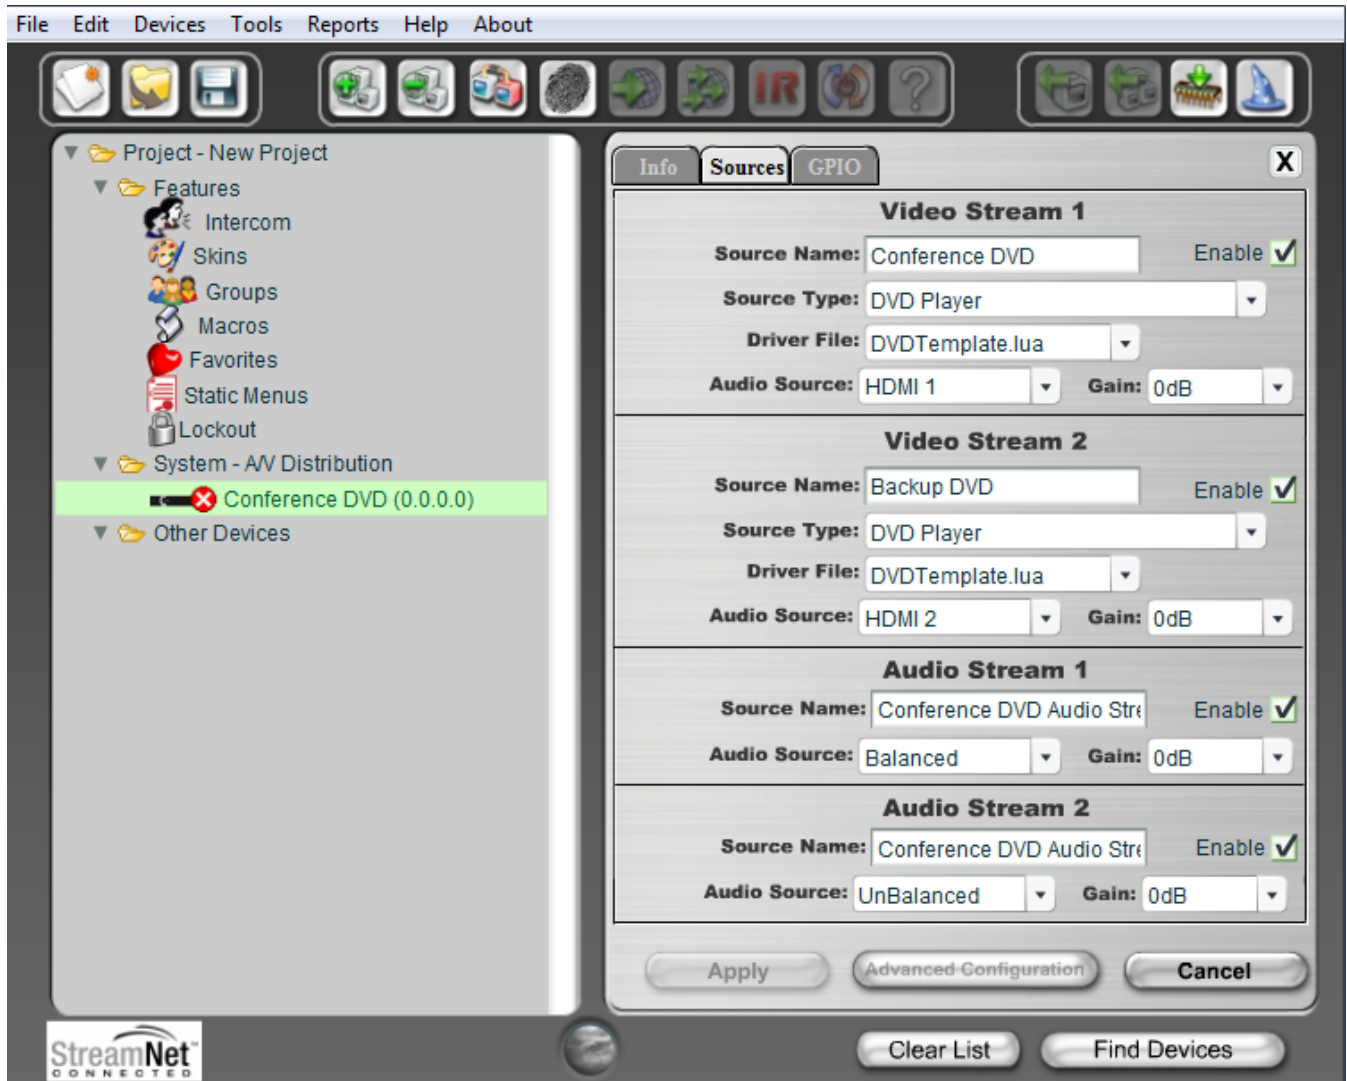 File Edit Devices Tools Reports Help About
IR ?
Project - New Project
Features
Intercom
Skins
Groups
Macros
Favorites
Static Menus
Lockout
System - A/V Distribution
Conference DVD (0.0.0.0)
Other Devices
Info Sources GPIO X
Video Stream 1
Source Name: Conference DVD Enable
Source Type: DVD Player
Driver File: DVDTemplate.lua
Audio Source: HDMI 1 Gain: 0dB
Video Stream 2
Source Name: Backup DVD Enable
Source Type: DVD Player
Driver File: DVDTemplate.lua
Audio Source: HDMI 2 Gain: 0dB
Audio Stream 1
Source Name: Conference DVD Audio Stre Enable
Audio Source: Balanced Gain: 0dB
Audio Stream 2
Source Name: Conference DVD Audio Stre Enable
Audio Source: UnBalanced Gain: 0dB
Apply Advanced Configuration Cancel
StreamNet™
CONNECTED
Clear List Find Devices